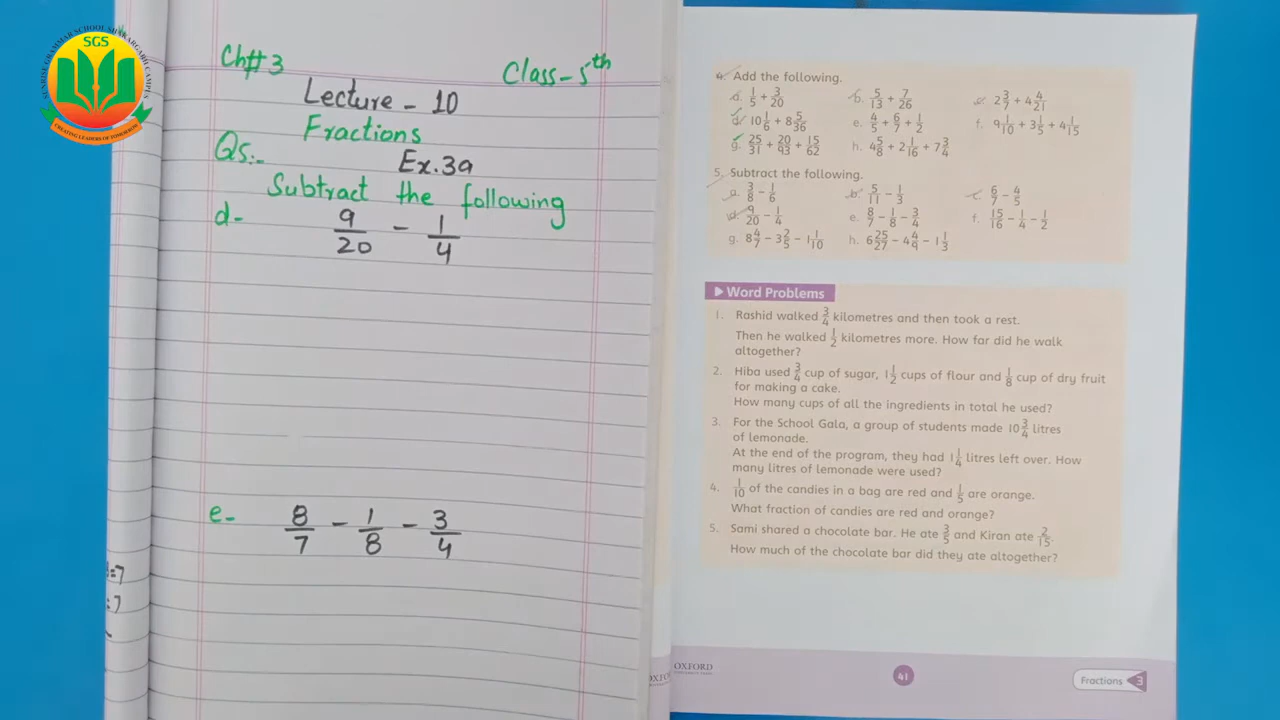 SUNRISE GRAMMAR SCHOOL SHAKARGARH CAMPUS
SGS
CREATING LEADERS OF TOMORROW
Ch# 3
Class - 5th
Lecture - 10
Fractions
Qs:-
Ex. 3a
Subtract the following
d- 9/20 - 1/4
e- 8/7 - 1/8 - 3/4
:7
4. Add the following.
a. 1/5 + 3/20 b. 5/13 + 7/26 c. 2 3/7 + 4 4/21
d. 10 1/6 + 8 5/36 e. 4/5 + 6/7 + 1/2 f. 9 1/10 + 3 1/5 + 4 1/15
g. 25/31 + 20/93 + 15/62 h. 4 5/8 + 2 1/16 + 7 3/4
5. Subtract the following.
a. 3/8 - 1/6 b. 5/11 - 1/3 c. 6/7 - 4/5
d. 9/20 - 1/4 e. 8/7 - 1/8 - 3/4 f. 15/16 - 1/4 - 1/2
g. 8 4/7 - 3 2/5 - 1 1/10 h. 6 25/27 - 4 4/9 - 1 1/3
Word Problems
1. Rashid walked 3/4 kilometres and then took a rest.
Then he walked 1/2 kilometres more. How far did he walk
altogether?
2. Hiba used 3/4 cup of sugar, 1 1/2 cups of flour and 1/8 cup of dry fruit
for making a cake.
How many cups of all the ingredients in total he used?
3. For the School Gala, a group of students made 10 3/4 litres
of lemonade.
At the end of the program, they had 1 1/4 litres left over. How
many litres of lemonade were used?
4. 1/10 of the candies in a bag are red and 1/5 are orange.
What fraction of candies are red and orange?
5. Sami shared a chocolate bar. He ate 3/5 and Kiran ate 2/15.
How much of the chocolate bar did they ate altogether?
OXFORD
41
Fractions 3